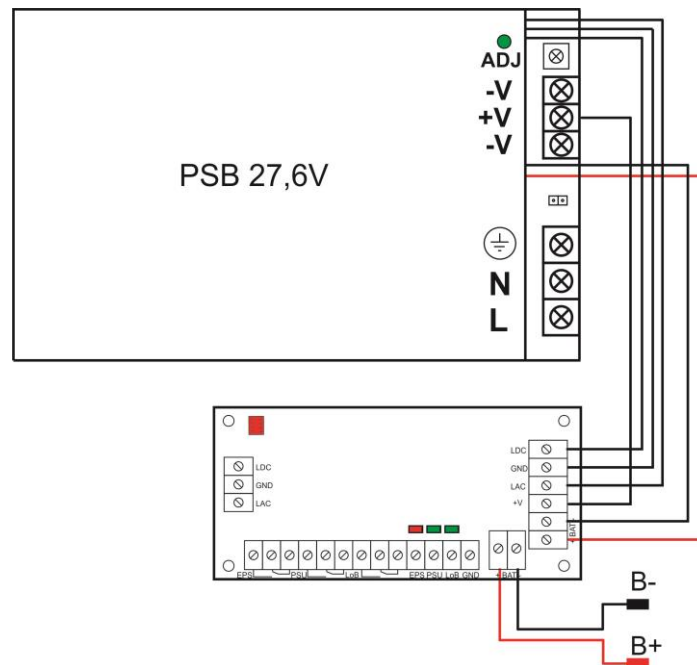 ADJ
-V
+V
-V
PSB 27,6V
N
L
LDC
GND
LAC
+V
BAT
LDC
GND
LAC
EPS PSU LoB EPS PSU LoB GND
+BAT-
B-
B+